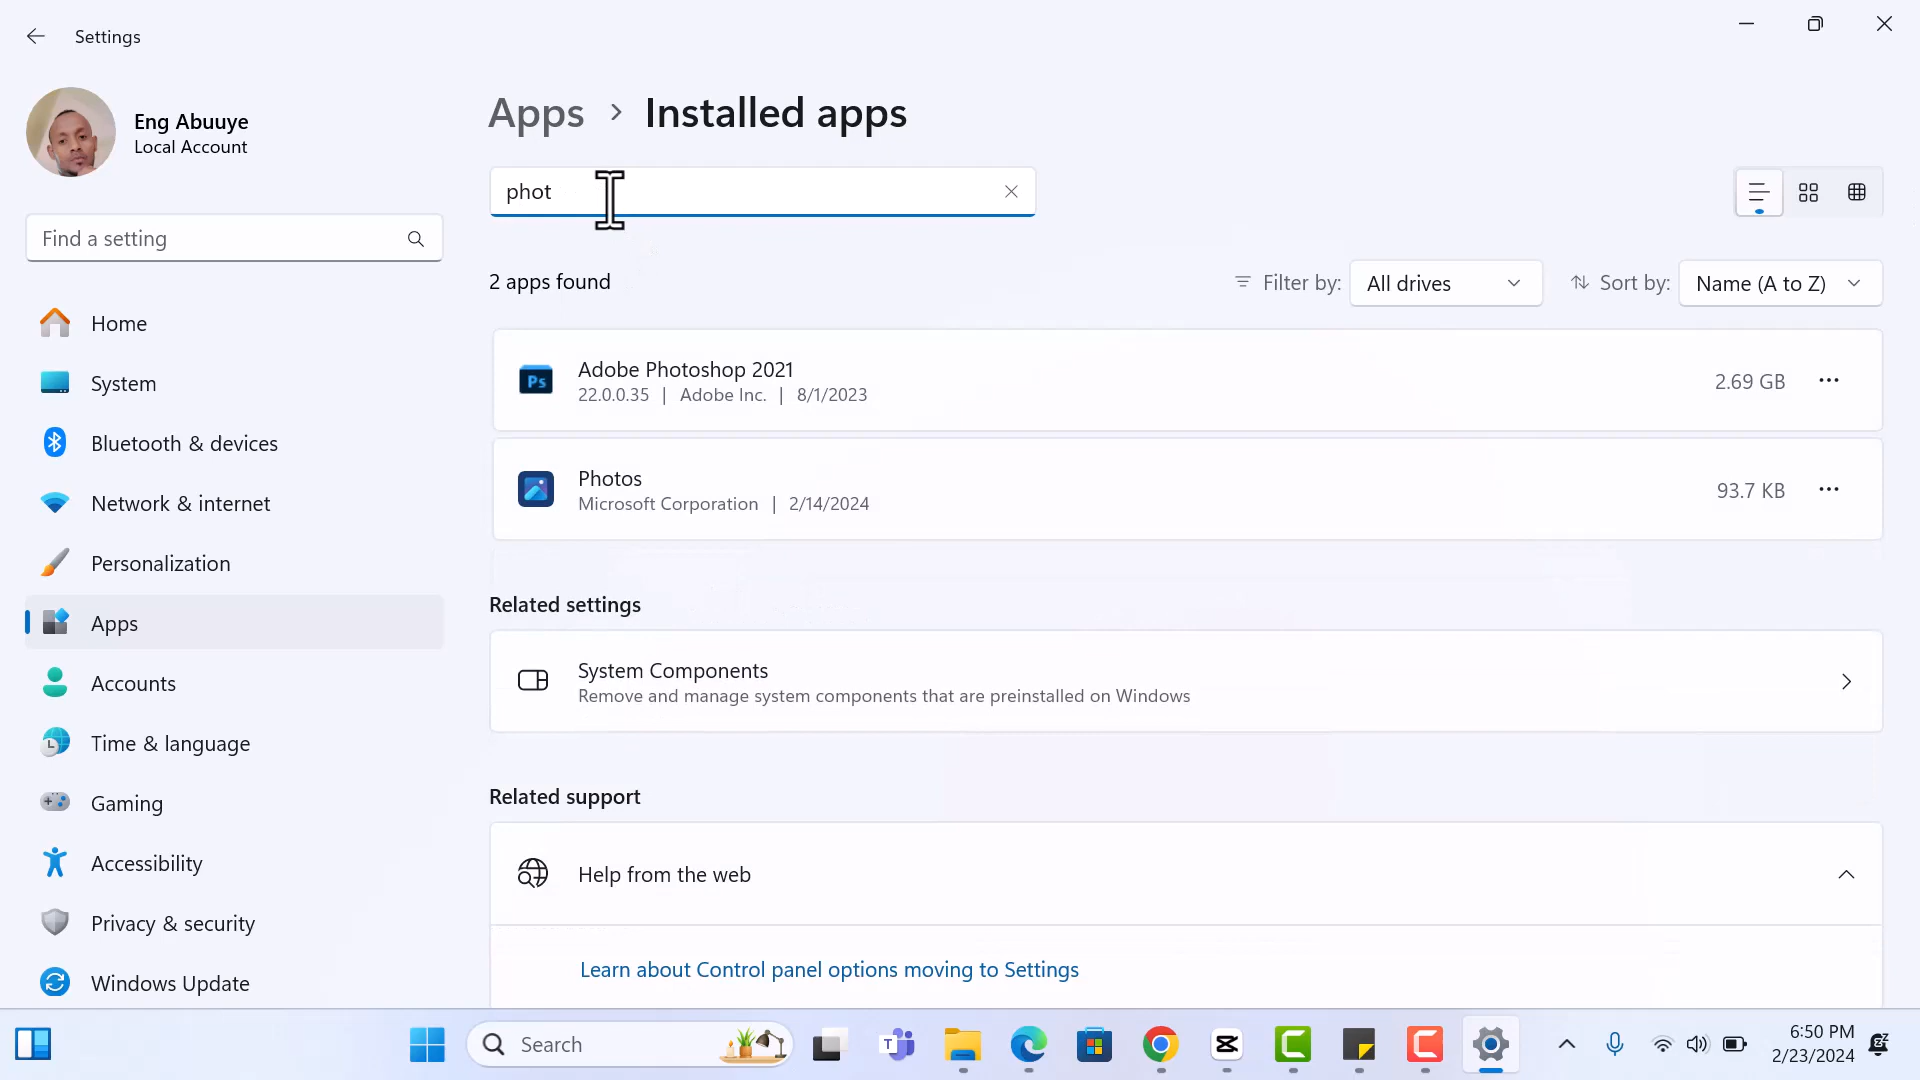 Settings
Eng Abuuye
Local Account
Find a setting
Home
System
Bluetooth & devices
Network & internet
Personalization
Apps
Accounts
Time & language
Gaming
Accessibility
Privacy & security
Windows Update
Apps > Installed apps
phot
2 apps found
Filter by: All drives
Sort by: Name (A to Z)
Ps
Adobe Photoshop 2021
22.0.0.35 | Adobe Inc. | 8/1/2023
2.69 GB
Photos
Microsoft Corporation | 2/14/2024
93.7 KB
Related settings
System Components
Remove and manage system components that are preinstalled on Windows
Related support
Help from the web
Learn about Control panel options moving to Settings
Search
6:50 PM
2/23/2024